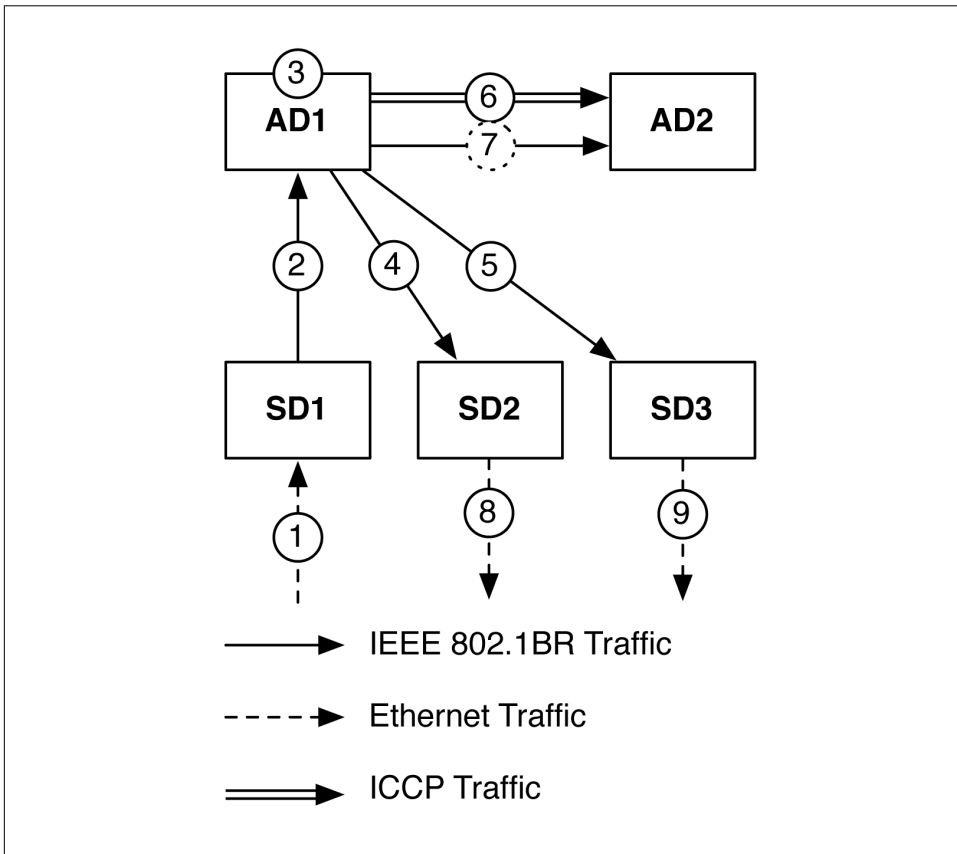 3
AD1
6
7
AD2
2
4
5
SD1
SD2
SD3
1
8
9
IEEE 802.1BR Traffic
Ethernet Traffic
ICCP Traffic